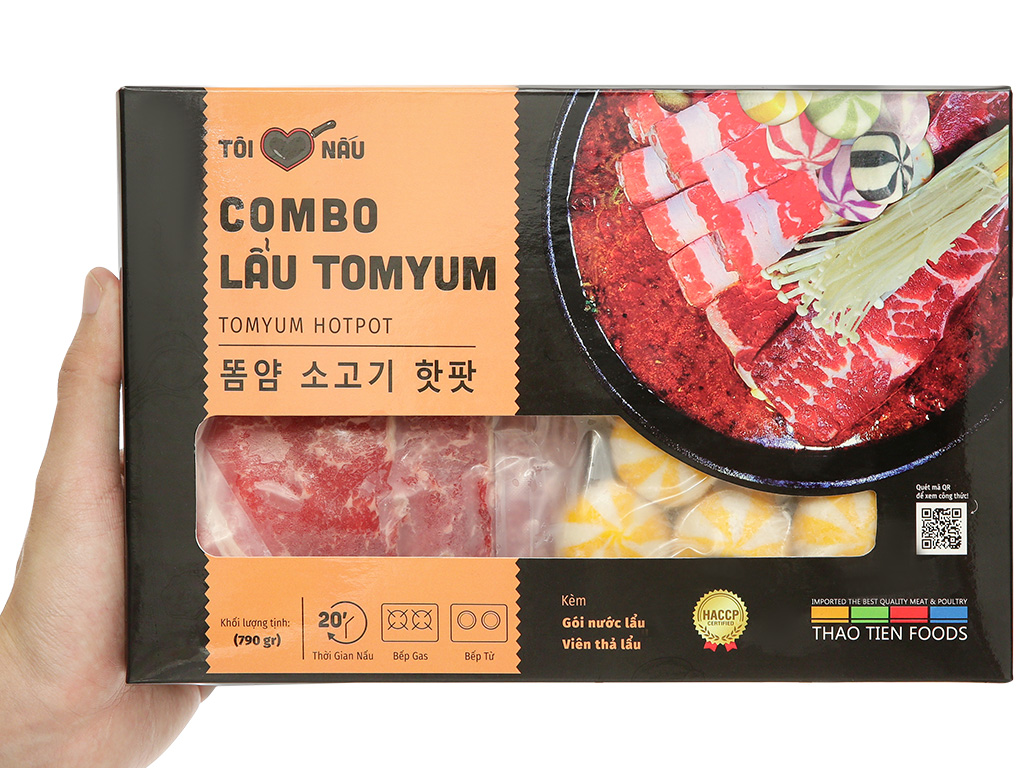 TÔI NẤU
COMBO
LẨU TOMYUM
TOMYUM HOTPOT
똠얌 소고기 핫팟
Quét mã QR
để xem công thức!
Khối lượng tịnh:
(790 gr)
20'
Thời Gian Nấu
Bếp Gas
Bếp Từ
Kèm
Gói nước lẩu
Viên thả lẩu
HACCP
CERTIFIED
IMPORTED THE BEST QUALITY MEAT & POULTRY
THAO TIEN FOODS